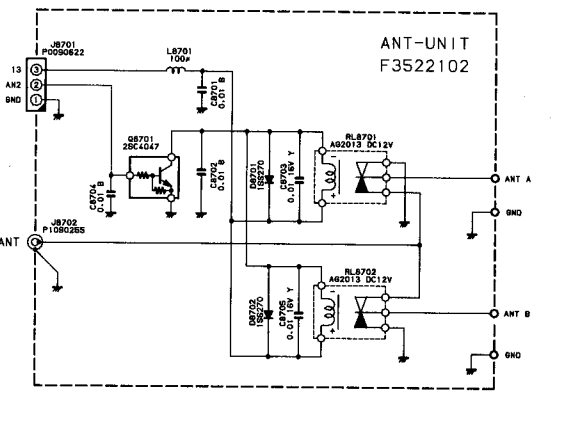 ANT-UNIT
F3522102
J8701
P0090622
13 3
AN2 2
GND 1
L8701
100µ
C8701
0.01 B
Q8701
2SC4047
C8702
0.01 B
C8704
0.01 B
D8701
1SS270
C8703
0.01 16V Y
RL8701
AG2013 DC12V
ANT A
GND
J8702
P1090255
ANT
D8702
1SS270
C8705
0.01 16V Y
RL8702
AG2013 DC12V
ANT B
GND